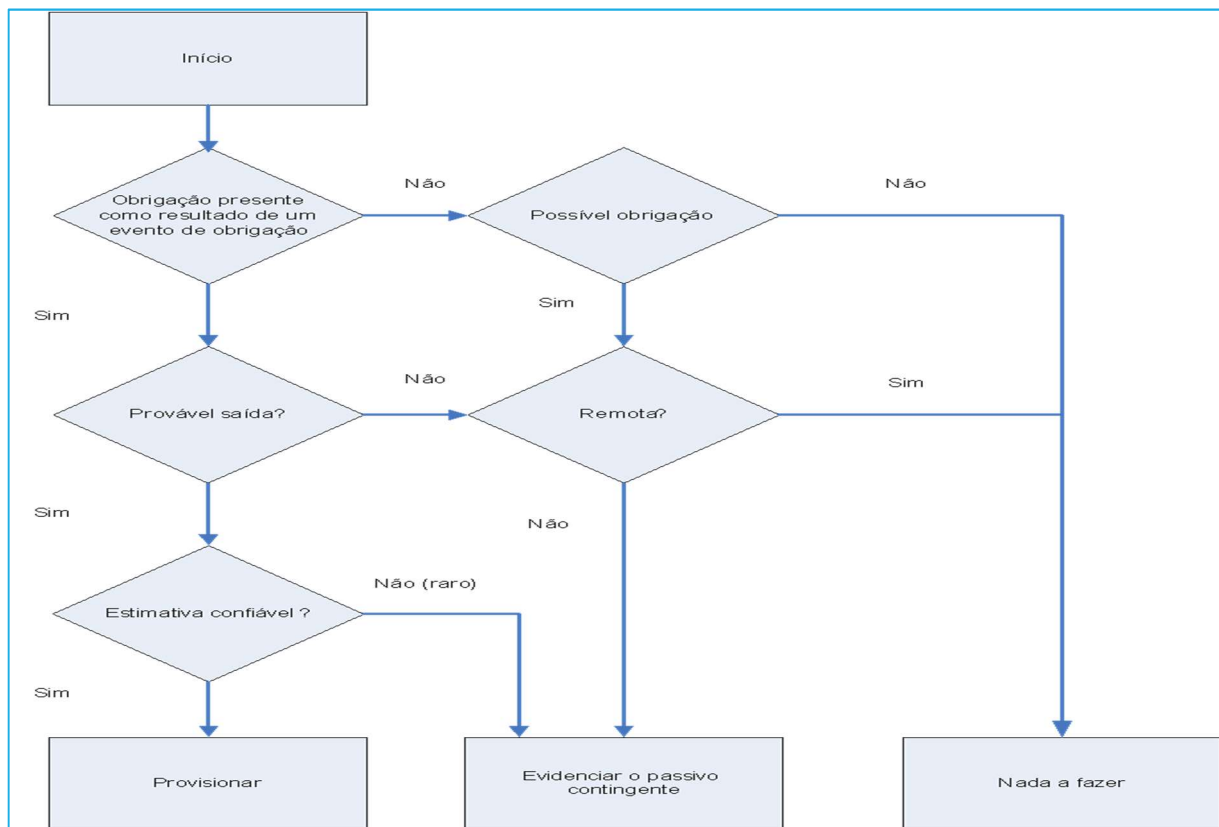 Início
Não
Não
Obrigação presente
como resultado de um
evento de obrigação
Possível obrigação
Sim
Sim
Não
Sim
Provável saída?
Remota?
Sim
Não
Não (raro)
Estimativa confiável ?
Sim
Provisionar
Evidenciar o passivo
contingente
Nada a fazer